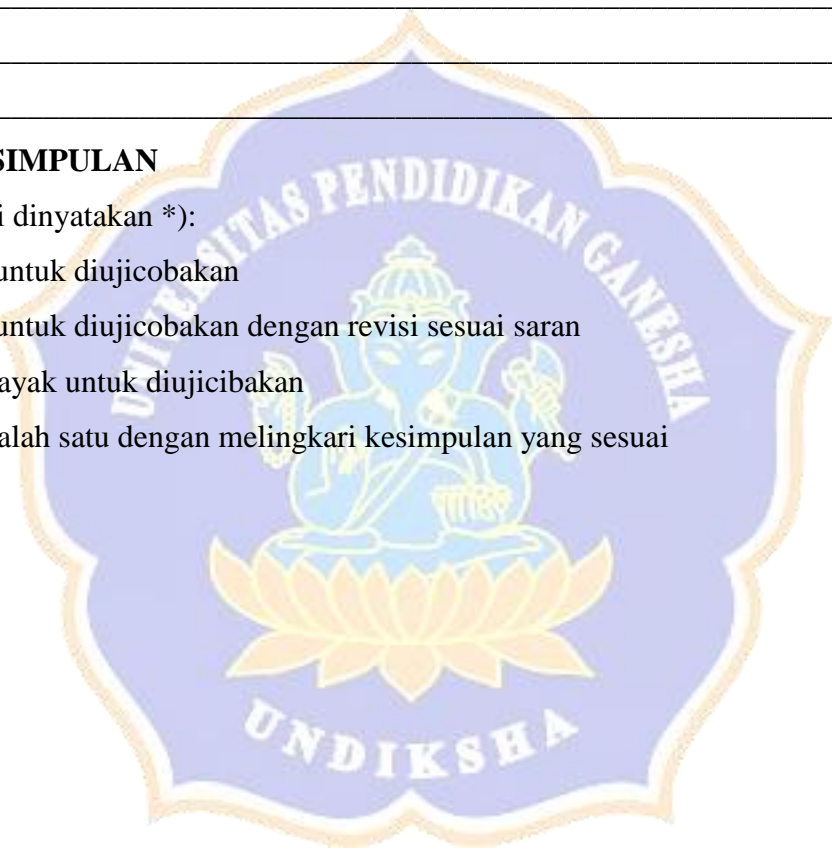 SIMPULAN
i dinyatakan *):
untuk diujicobakan
untuk diujicobakan dengan revisi sesuai saran
ayak untuk diujicibakan
alah satu dengan melingkari kesimpulan yang sesuai
UNIVERSITAS PENDIDIKAN GANESHA
UNDIKSHA